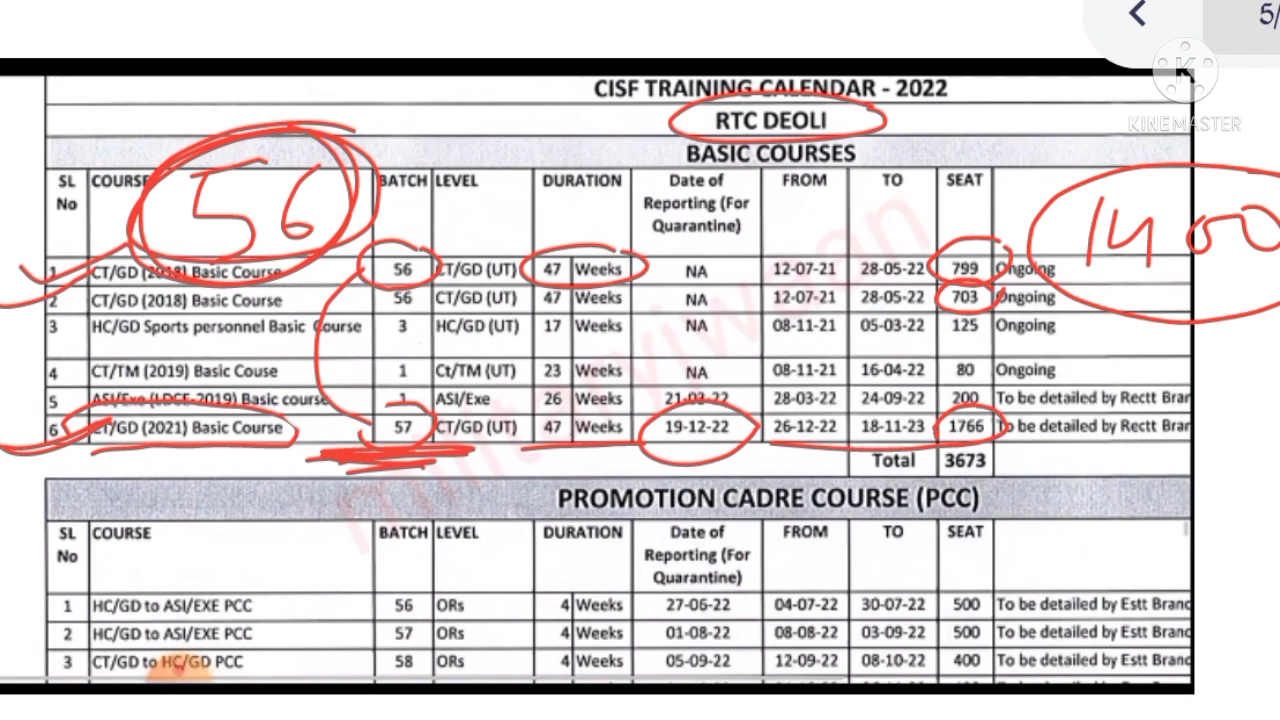 5/
KINEMASTER
CISF TRAINING CALENDAR - 2022
RTC DEOLI
BASIC COURSES
SL No COURSE BATCH LEVEL DURATION Date of Reporting (For Quarantine) FROM TO SEAT
56
1400
1 CT/GD (2018) Basic Course 56 CT/GD (UT) 47 Weeks NA 12-07-21 28-05-22 799 Ongoing
2 CT/GD (2018) Basic Course 56 CT/GD (UT) 47 Weeks NA 12-07-21 28-05-22 703 Ongoing
3 HC/GD Sports personnel Basic Course 3 HC/GD (UT) 17 Weeks NA 08-11-21 05-03-22 125 Ongoing
4 CT/TM (2019) Basic Couse 1 Ct/TM (UT) 23 Weeks NA 08-11-21 16-04-22 80 Ongoing
5 ASI/Exe (LDCE-2019) Basic course 1 ASI/Exe 26 Weeks 21-03-22 28-03-22 24-09-22 200 To be detailed by Rectt Bran
6 CT/GD (2021) Basic Course 57 CT/GD (UT) 47 Weeks 19-12-22 26-12-22 18-11-23 1766 To be detailed by Rectt Bran
Total 3673
PROMOTION CADRE COURSE (PCC)
SL No COURSE BATCH LEVEL DURATION Date of Reporting (For Quarantine) FROM TO SEAT
1 HC/GD to ASI/EXE PCC 56 ORs 4 Weeks 27-06-22 04-07-22 30-07-22 500 To be detailed by Estt Branc
2 HC/GD to ASI/EXE PCC 57 ORs 4 Weeks 01-08-22 08-08-22 03-09-22 500 To be detailed by Estt Branc
3 CT/GD to HC/GD PCC 58 ORs 4 Weeks 05-09-22 12-09-22 08-10-22 400 To be detailed by Estt Branc